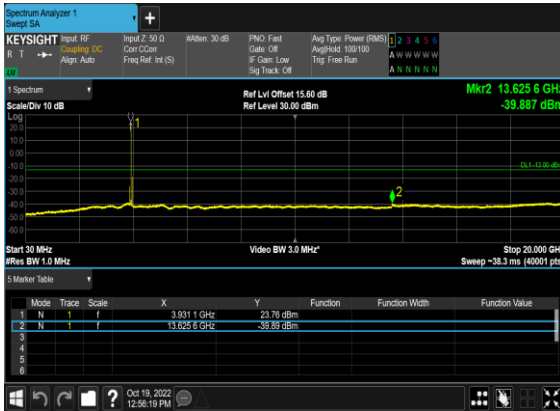 Spectrum Analyzer 1
Swept SA
+
KEYSIGHT Input: RF Input Z: 50 Ω #Atten: 30 dB PNO: Fast Avg Type: Power (RMS) 1 2 3 4 5 6
R T Coupling: DC Corr CCorr Gate: Off Avg|Hold: 100/100 A W W W W W
Align: Auto Freq Ref: Int (S) IF Gain: Low Trig: Free Run
Sig Track: Off A N N N N N
1 Spectrum Ref Lvl Offset 15.60 dB Mkr2 13.625 6 GHz
Scale/Div 10 dB Ref Level 30.00 dBm -39.887 dBm
Log
20.0
10.0
0.00
-10.0
-20.0
-30.0
-40.0
-50.0
-60.0
1
DL1 -13.00 dBm
2
Start 30 MHz Video BW 3.0 MHz* Stop 20.000 GHz
#Res BW 1.0 MHz Sweep ~38.3 ms (40001 pts)
5 Marker Table
Mode Trace Scale X Y Function Function Width Function Value
1 N 1 f 3.931 1 GHz 23.76 dBm
2 N 1 f 13.625 6 GHz -39.89 dBm
3
4
5
6
? Oct 19, 2022
12:56:19 PM